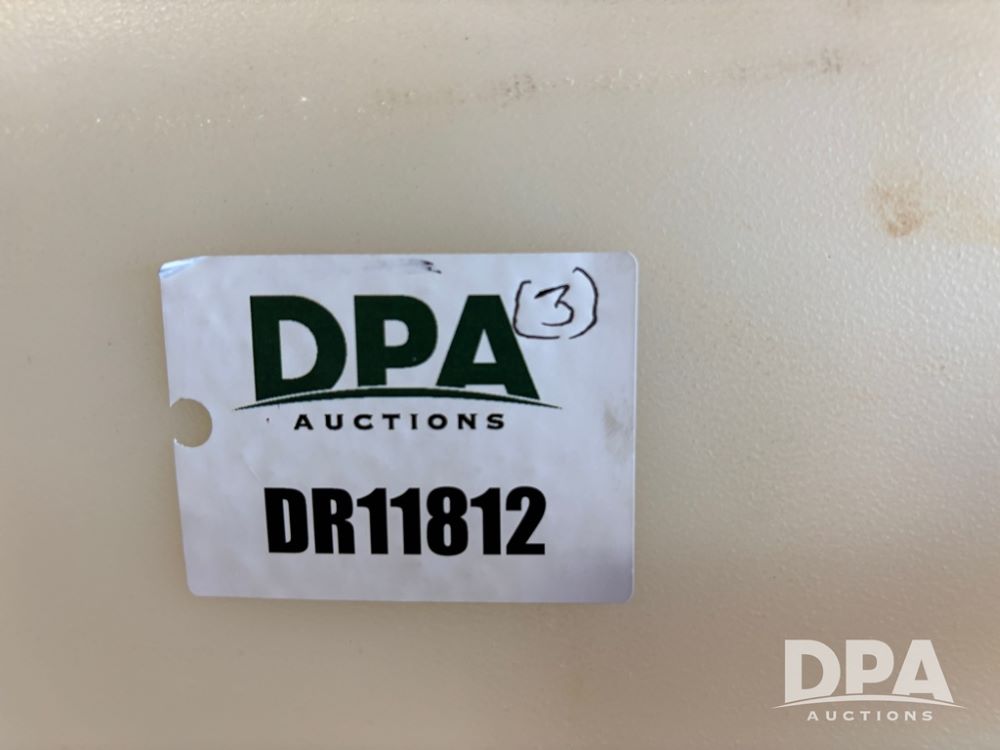 DPA (3)
AUCTIONS
DR11812
DPA
AUCTIONS